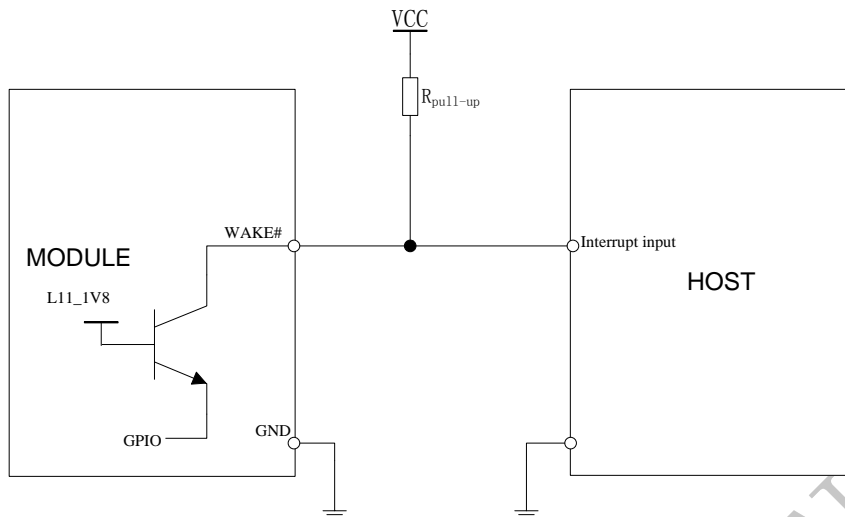 VCC
Rpull-up
WAKE#
Interrupt input
MODULE
HOST
L11_1V8
GPIO
GND